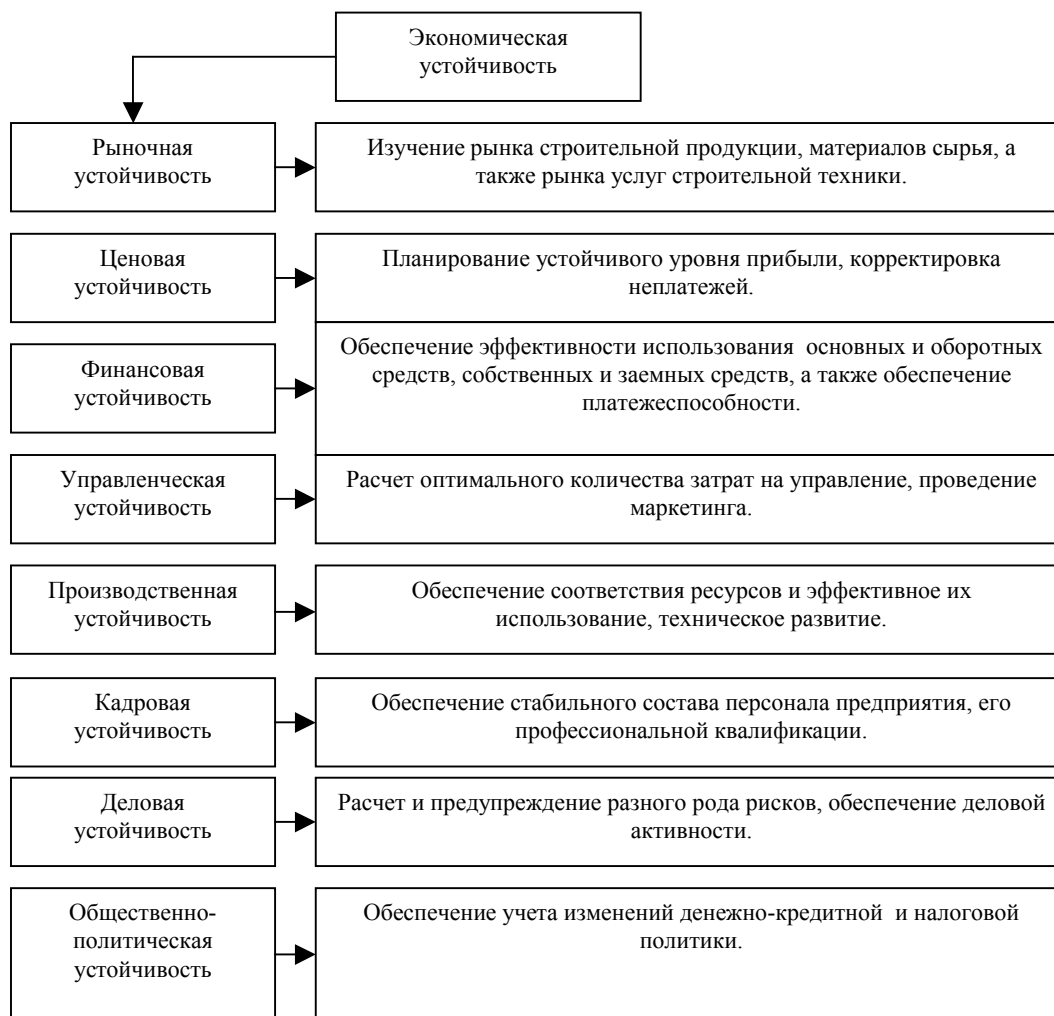 Экономическая
устойчивость
Рыночная
устойчивость
Изучение рынка строительной продукции, материалов сырья, а
также рынка услуг строительной техники.
Ценовая
устойчивость
Планирование устойчивого уровня прибыли, корректировка
неплатежей.
Финансовая
устойчивость
Обеспечение эффективности использования основных и оборотных
средств, собственных и заемных средств, а также обеспечение
платежеспособности.
Управленческая
устойчивость
Расчет оптимального количества затрат на управление, проведение
маркетинга.
Производственная
устойчивость
Обеспечение соответствия ресурсов и эффективное их
использование, техническое развитие.
Кадровая
устойчивость
Обеспечение стабильного состава персонала предприятия, его
профессиональной квалификации.
Деловая
устойчивость
Расчет и предупреждение разного рода рисков, обеспечение деловой
активности.
Общественно-
политическая
устойчивость
Обеспечение учета изменений денежно-кредитной и налоговой
политики.